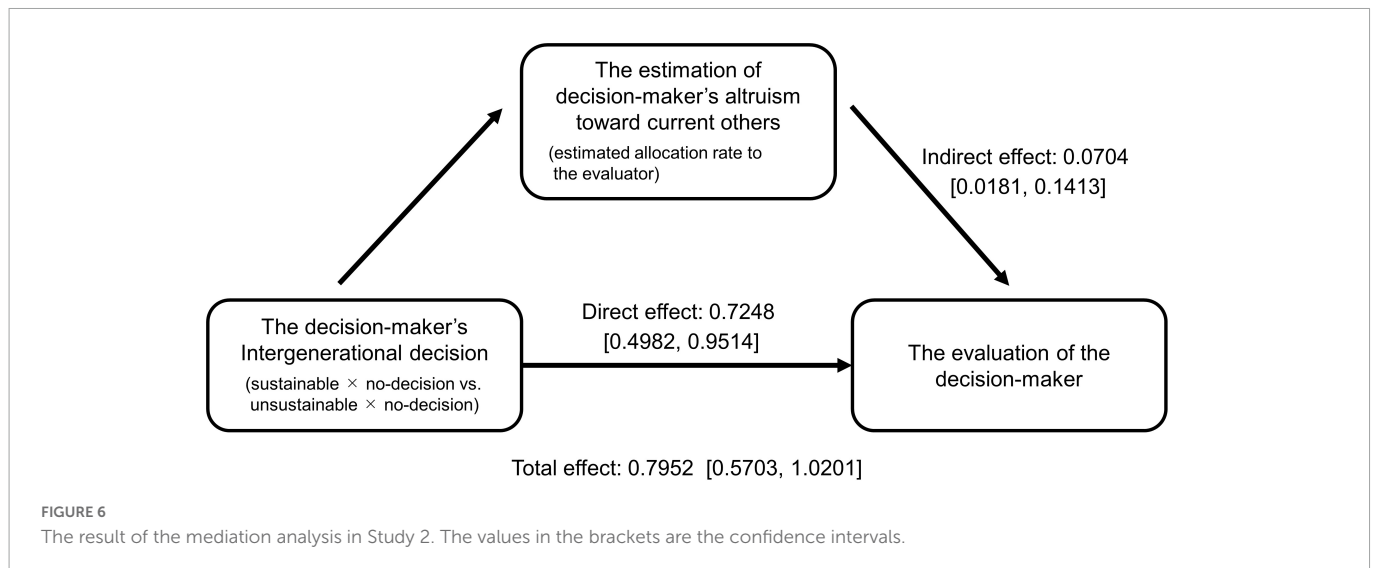 The estimation of
decision-maker's altruism
toward current others
(estimated allocation rate to
the evaluator)
Indirect effect: 0.0704
[0.0181, 0.1413]
The decision-maker's
Intergenerational decision
(sustainable × no-decision vs.
unsustainable × no-decision)
Direct effect: 0.7248
[0.4982, 0.9514]
The evaluation of the
decision-maker
Total effect: 0.7952 [0.5703, 1.0201]
FIGURE 6
The result of the mediation analysis in Study 2. The values in the brackets are the confidence intervals.